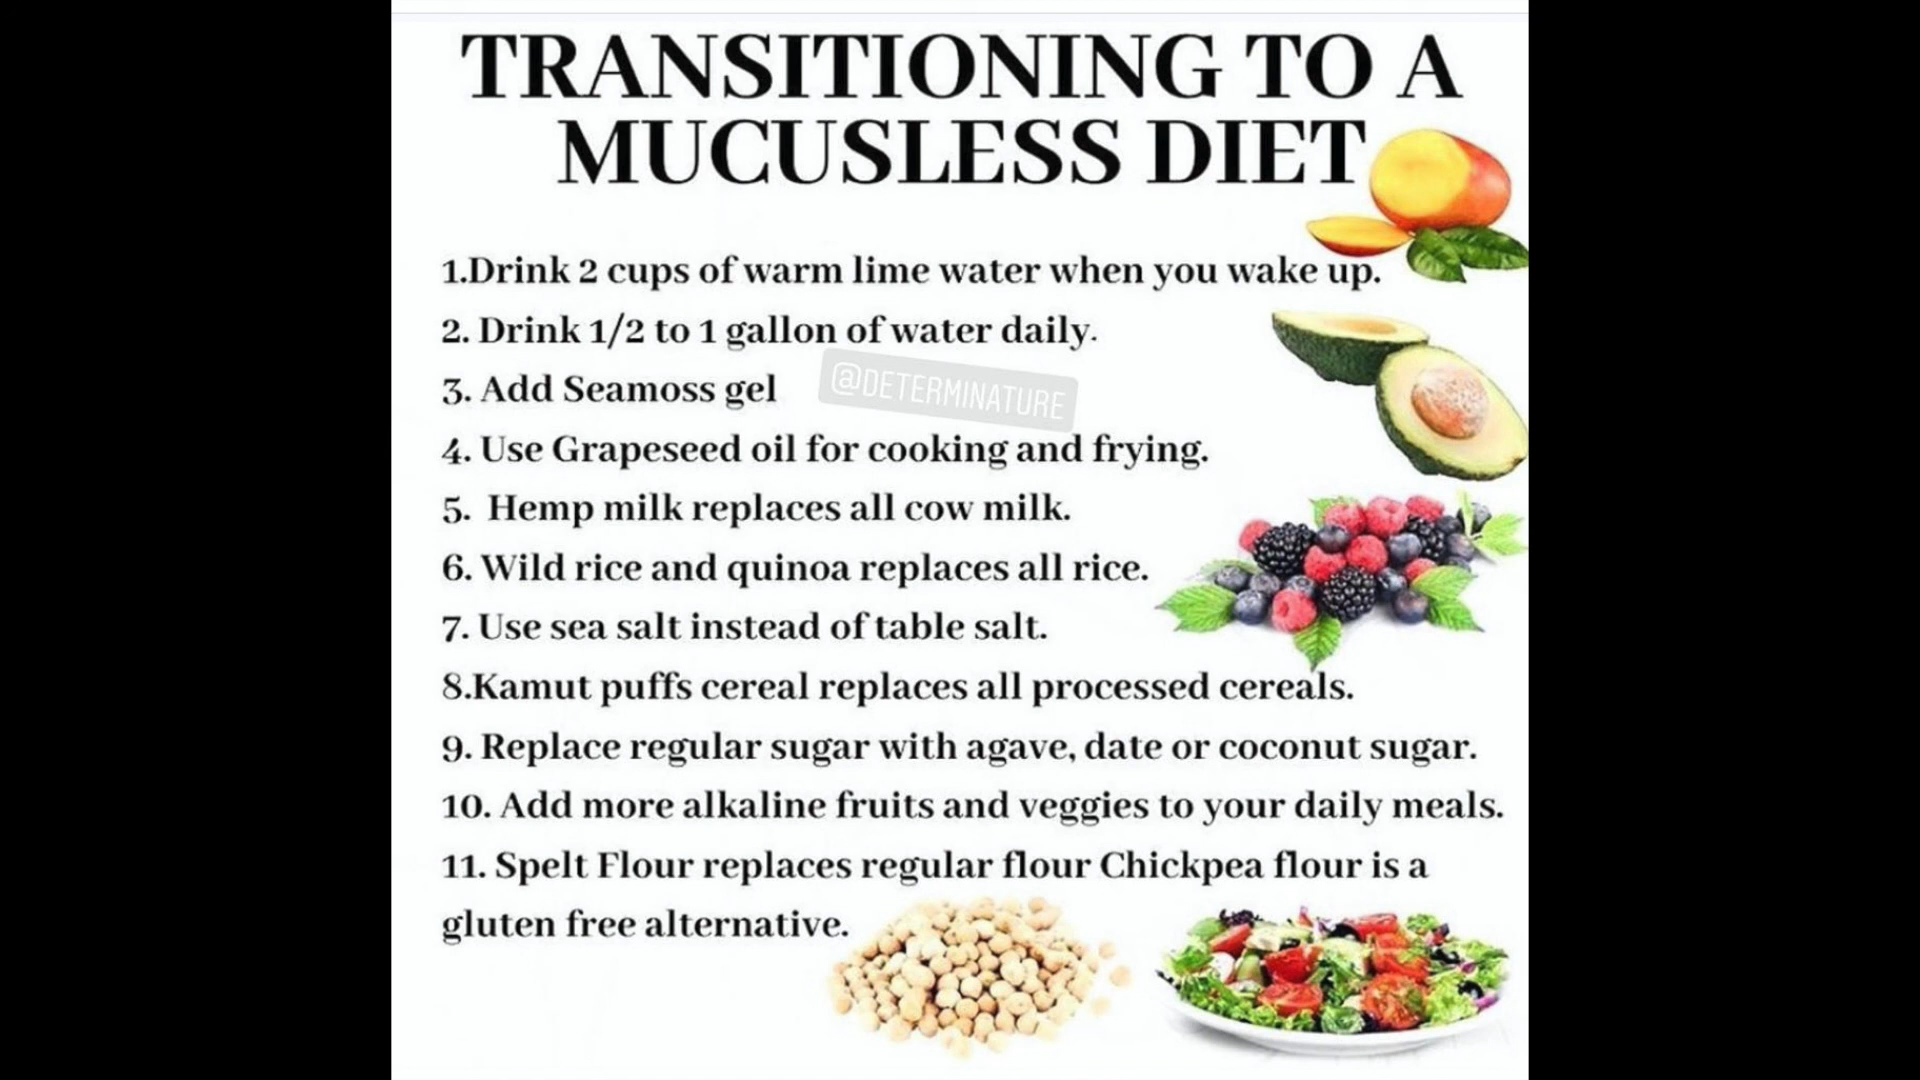 TRANSITIONING TO A
MUCUSLESS DIET
1.Drink 2 cups of warm lime water when you wake up.
2. Drink 1/2 to 1 gallon of water daily.
3. Add Seamoss gel
@DETERMINATURE
4. Use Grapeseed oil for cooking and frying.
5. Hemp milk replaces all cow milk.
6. Wild rice and quinoa replaces all rice.
7. Use sea salt instead of table salt.
8.Kamut puffs cereal replaces all processed cereals.
9. Replace regular sugar with agave, date or coconut sugar.
10. Add more alkaline fruits and veggies to your daily meals.
11. Spelt Flour replaces regular flour Chickpea flour is a
gluten free alternative.